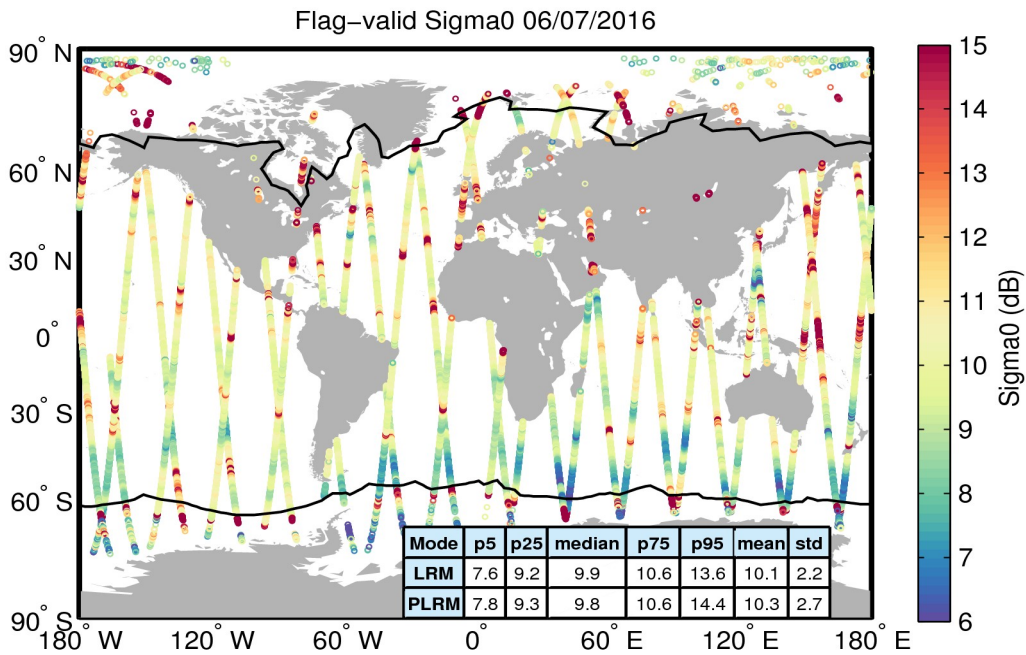 Flag−valid Sigma0 06/07/2016
90° N
60° N
30° N
0°
30° S
60° S
90° S
180° W
120° W
60° W
0°
60° E
120° E
180° E
Mode p5 p25 median p75 p95 mean std
LRM 7.6 9.2 9.9 10.6 13.6 10.1 2.2
PLRM 7.8 9.3 9.8 10.6 14.4 10.3 2.7
15
14
13
12
11
10
9
8
7
6
Sigma0 (dB)